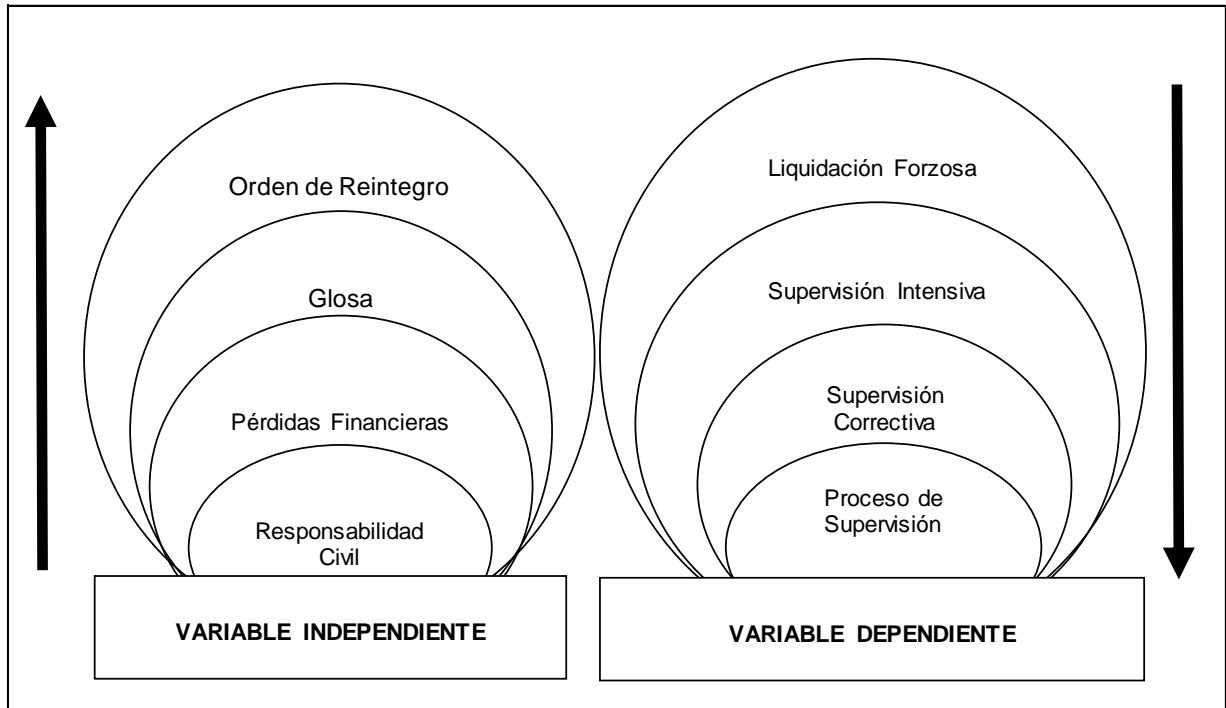 Orden de Reintegro
Glosa
Pérdidas Financieras
Responsabilidad
Civil
VARIABLE INDEPENDIENTE
Liquidación Forzosa
Supervisión Intensiva
Supervisión
Correctiva
Proceso de
Supervisión
VARIABLE DEPENDIENTE